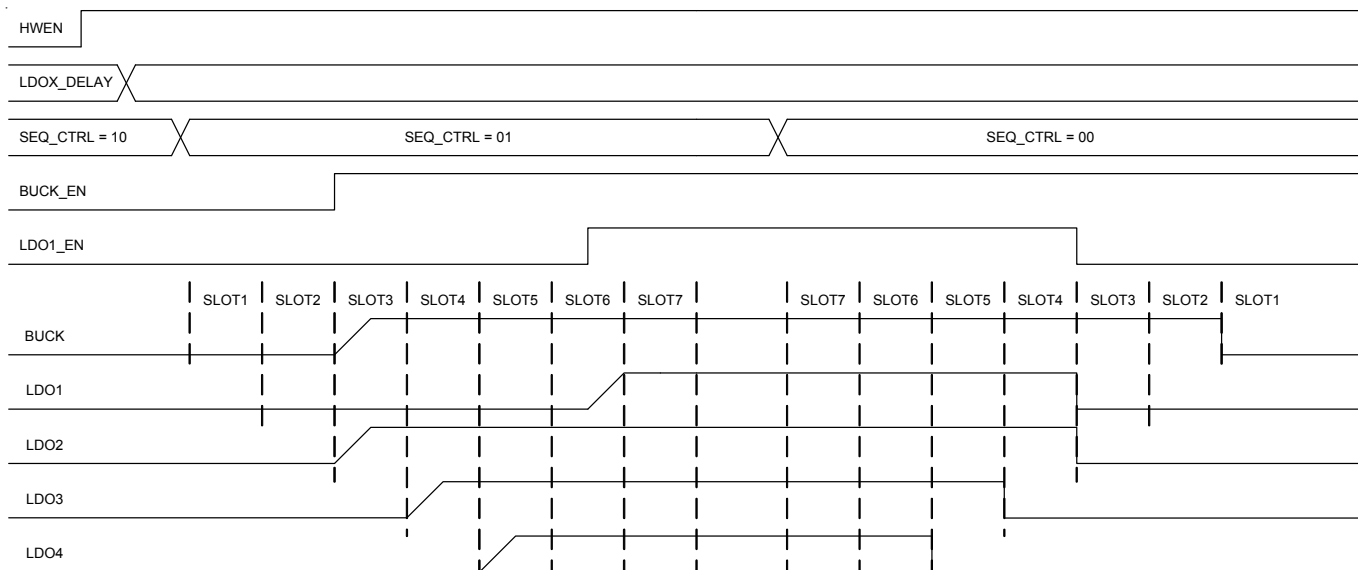 HWEN
LDOX_DELAY
SEQ_CTRL = 10 SEQ_CTRL = 01 SEQ_CTRL = 00
BUCK_EN
LDO1_EN
SLOT1 SLOT2 SLOT3 SLOT4 SLOT5 SLOT6 SLOT7 SLOT7 SLOT6 SLOT5 SLOT4 SLOT3 SLOT2 SLOT1
BUCK
LDO1
LDO2
LDO3
LDO4